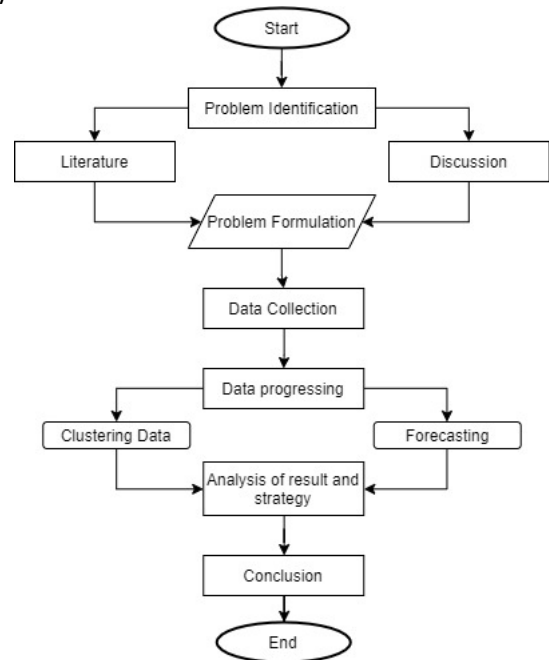 Start
Problem Identification
Literature
Discussion
Problem Formulation
Data Collection
Data progressing
Clustering Data
Forecasting
Analysis of result and
strategy
Conclusion
End